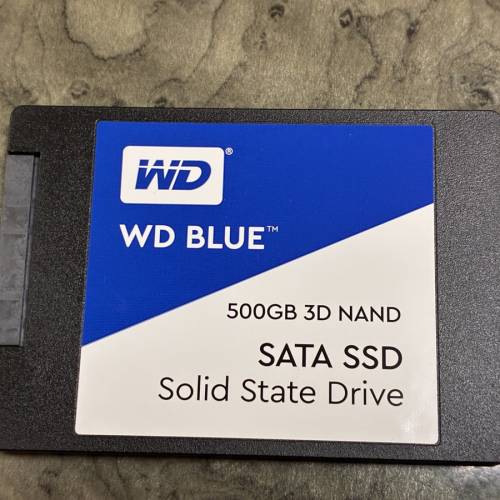 WD®
WD BLUE™
500GB 3D NAND
SATA SSD
Solid State Drive